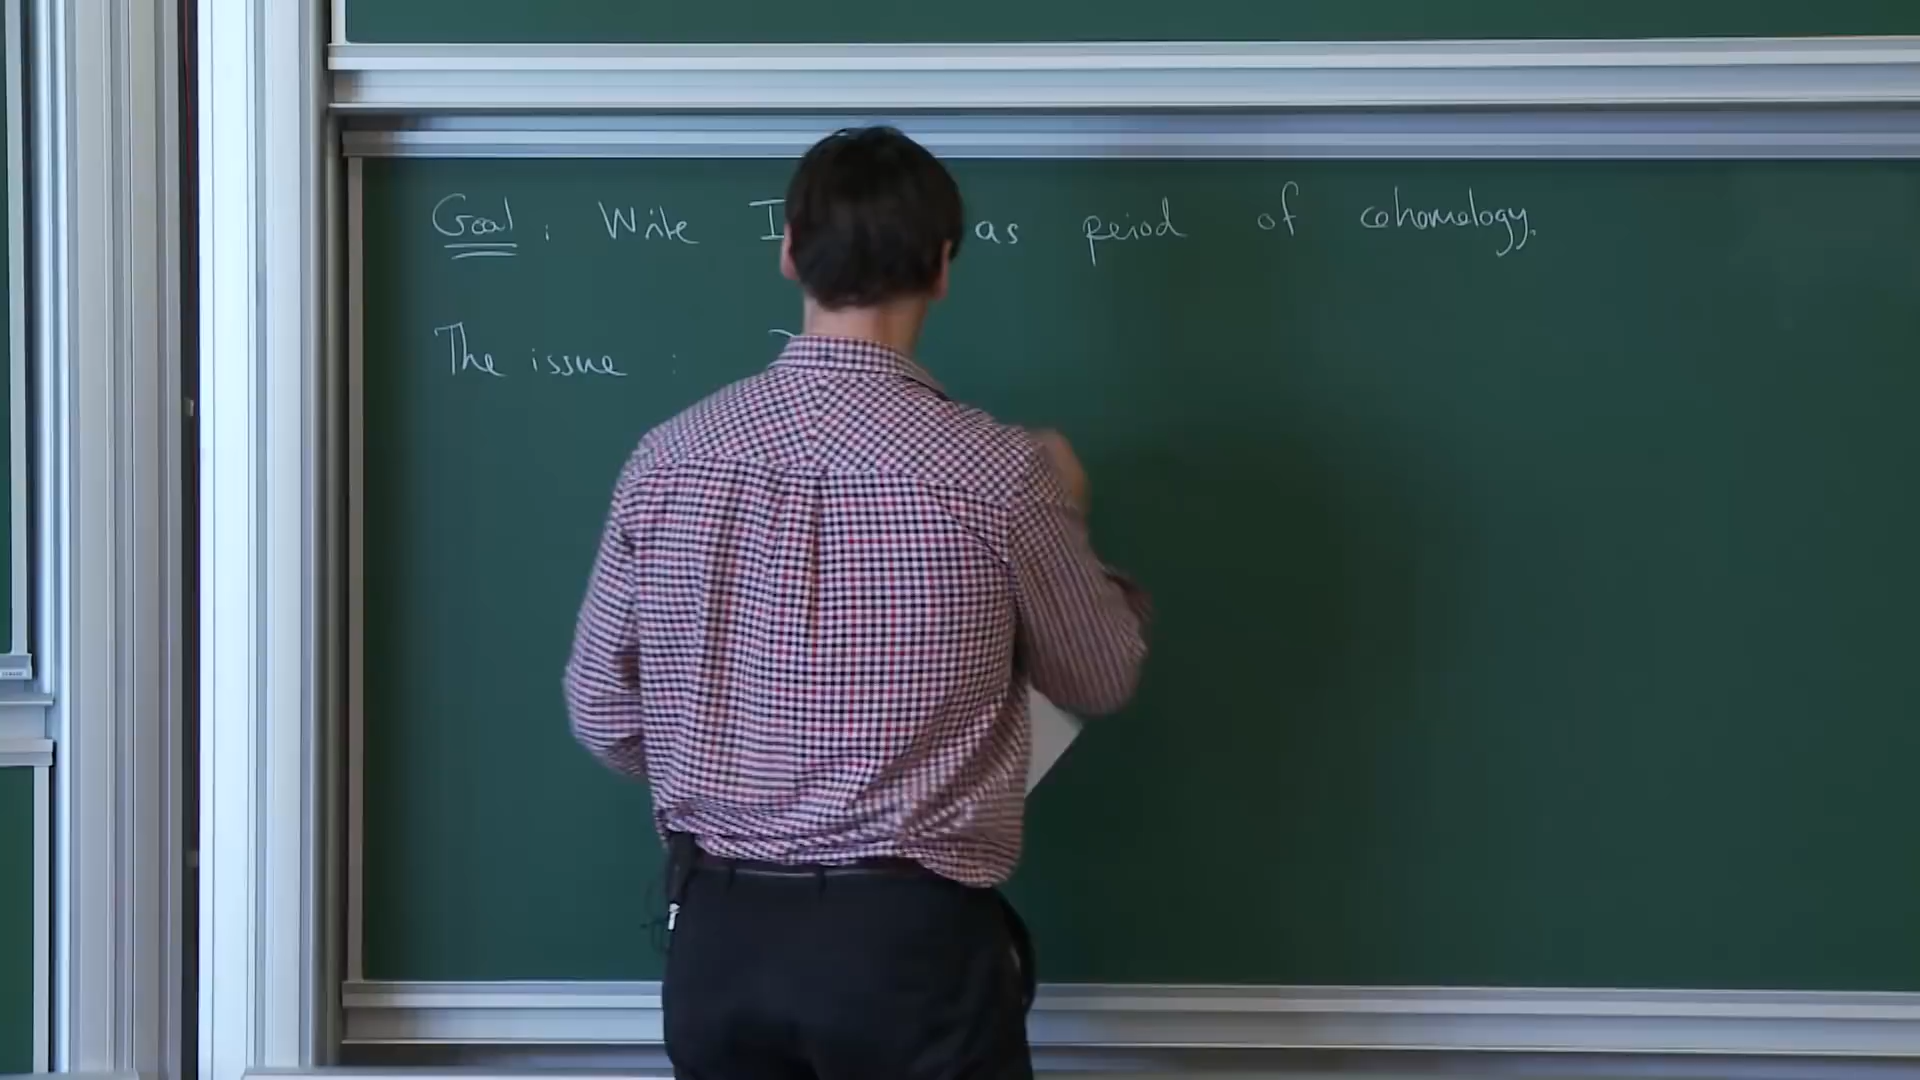 Goal : Write I as period of cohomology.
The issue :